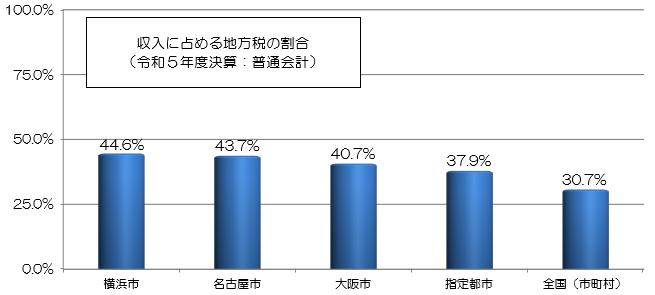 収入に占める地方税の割合
（令和５年度決算：普通会計）
100.0%
75.0%
50.0%
25.0%
0.0%
44.6%
43.7%
40.7%
37.9%
30.7%
横浜市
名古屋市
大阪市
指定都市
全国（市町村）